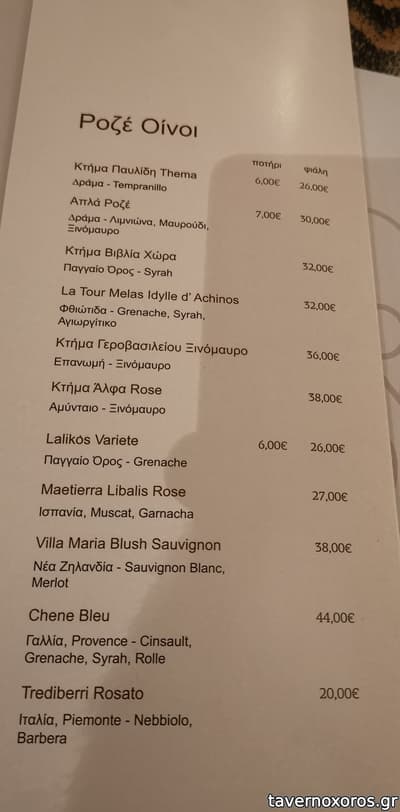 Ροζέ Οίνοι
ποτήρι φιάλη
Κτήμα Παυλίδη Thema 6,00€ 26,00€
Δράμα - Tempranillo
Απλά Ροζέ 7,00€ 30,00€
Δράμα - Λιμνιώνα, Μαυρούδι,
Ξινόμαυρο
Κτήμα Βιβλία Χώρα 32,00€
Παγγαίο Όρος - Syrah
La Tour Melas Idylle d' Achinos 32,00€
Φθιώτιδα - Grenache, Syrah,
Αγιωργίτικο
Κτήμα Γεροβασιλείου Ξινόμαυρο 36,00€
Επανωμή - Ξινόμαυρο
Κτήμα Άλφα Rose 38,00€
Αμύνταιο - Ξινόμαυρο
Lalikos Variete 6,00€ 26,00€
Παγγαίο Όρος - Grenache
Maetierra Libalis Rose 27,00€
Ισπανία, Muscat, Garnacha
Villa Maria Blush Sauvignon 38,00€
Νέα Ζηλανδία - Sauvignon Blanc,
Merlot
Chene Bleu 44,00€
Γαλλία, Provence - Cinsault,
Grenache, Syrah, Rolle
Trediberri Rosato 20,00€
Ιταλία, Piemonte - Nebbiolo,
Barbera
tavernoxoros.gr